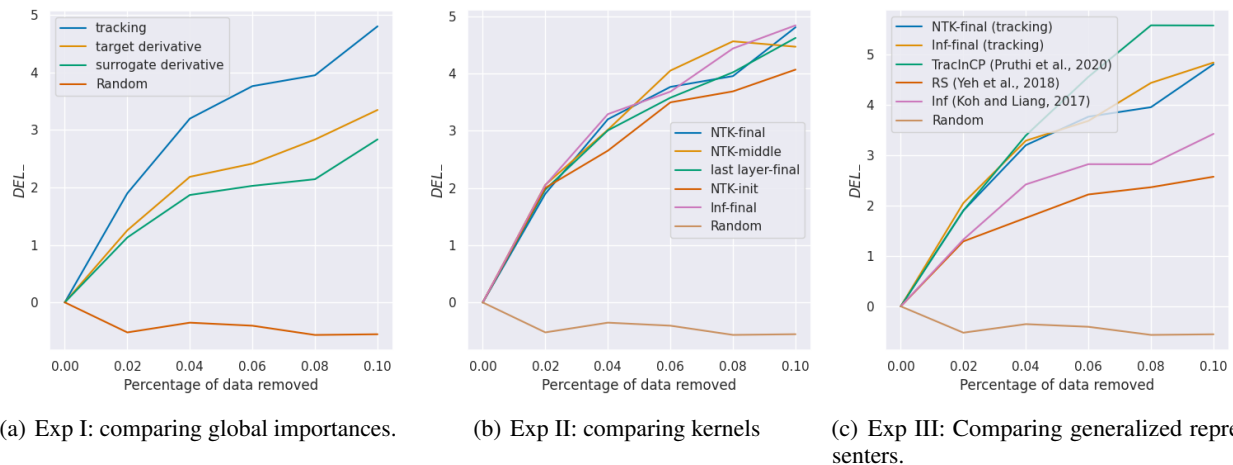 5
4
3
2
1
0
DEL_
tracking
target derivative
surrogate derivative
Random
0.00 0.02 0.04 0.06 0.08 0.10
Percentage of data removed
(a) Exp I: comparing global importances.
5
4
3
2
1
0
DEL_
NTK-final
NTK-middle
last layer-final
NTK-init
Inf-final
Random
0.00 0.02 0.04 0.06 0.08 0.10
Percentage of data removed
(b) Exp II: comparing kernels
5
4
3
2
1
0
DEL_
NTK-final (tracking)
Inf-final (tracking)
TracInCP (Pruthi et al., 2020)
RS (Yeh et al., 2018)
Inf (Koh and Liang, 2017)
Random
0.00 0.02 0.04 0.06 0.08 0.10
Percentage of data removed
(c) Exp III: Comparing generalized repre
senters.